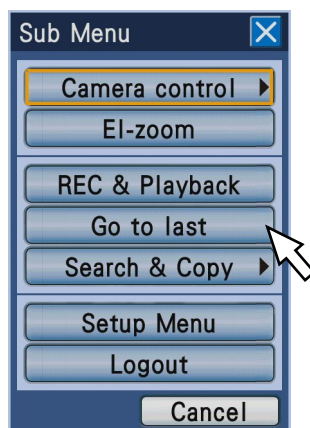 Sub Menu
Camera control
El-zoom
REC & Playback
Go to last
Search & Copy
Setup Menu
Logout
Cancel